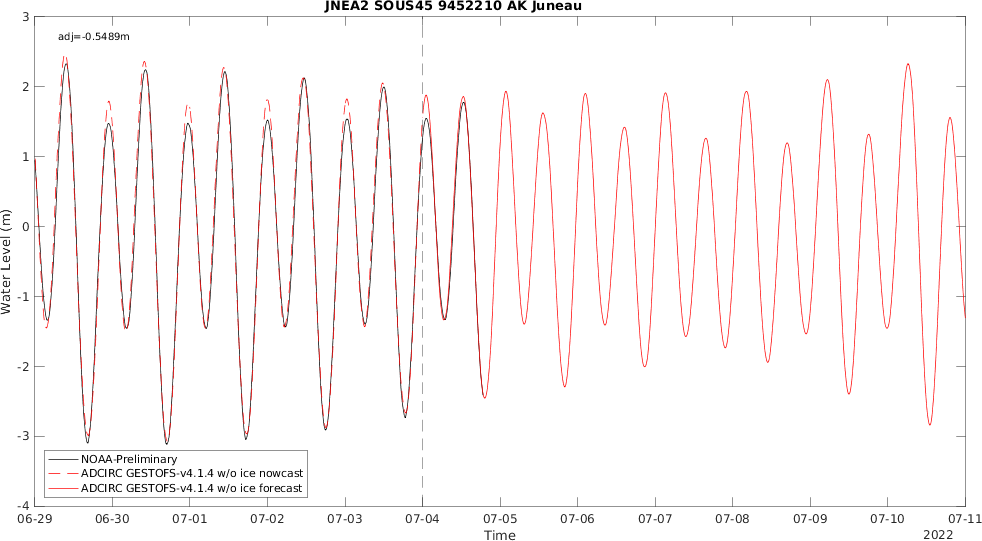 JNEA2 SOUS45 9452210 AK Juneau
adj=-0.5489m
3
2
1
0
-1
-2
-3
-4
Water Level (m)
NOAA-Preliminary
ADCIRC GESTOFS-v4.1.4 w/o ice nowcast
ADCIRC GESTOFS-v4.1.4 w/o ice forecast
06-29 06-30 07-01 07-02 07-03 07-04 07-05 07-06 07-07 07-08 07-09 07-10 07-11
Time
2022